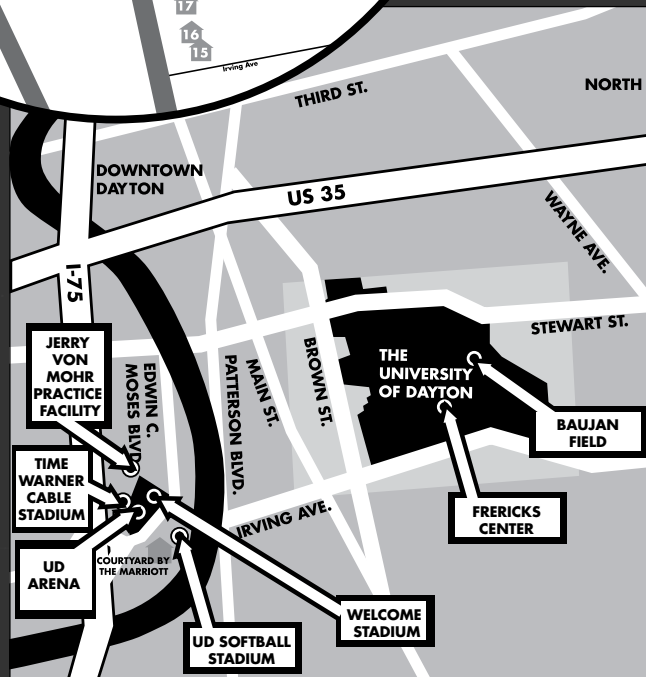 17
16
15
Irving Ave
THIRD ST.
NORTH
DOWNTOWN
DAYTON
US 35
WAYNE AVE.
I-75
STEWART ST.
JERRY
VON
MOHR
PRACTICE
FACILITY
EDWIN C.
MOSES BLVD.
PATTERSON BLVD.
MAIN ST.
BROWN ST.
THE
UNIVERSITY
OF DAYTON
BAUJAN
FIELD
TIME
WARNER
CABLE
STADIUM
FRERICKS
CENTER
IRVING AVE.
UD
ARENA
COURTYARD BY
THE MARRIOTT
WELCOME
STADIUM
UD SOFTBALL
STADIUM